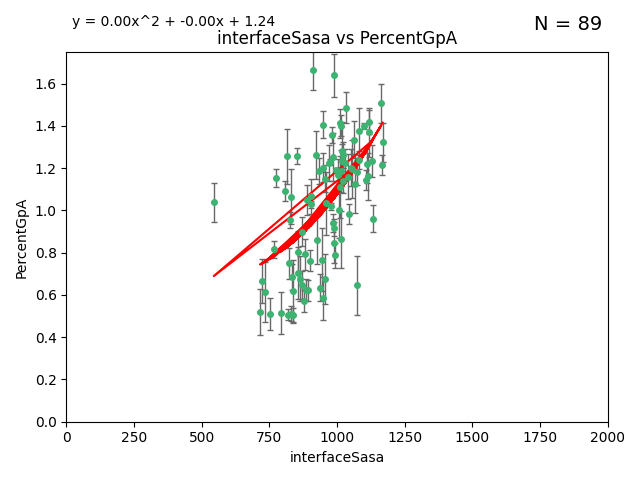 y = 0.00x^2 + -0.00x + 1.24
N = 89
interfaceSasa vs PercentGpA
PercentGpA
1.6
1.4
1.2
1.0
0.8
0.6
0.4
0.2
0.0
0 250 500 750 1000 1250 1500 1750 2000
interfaceSasa